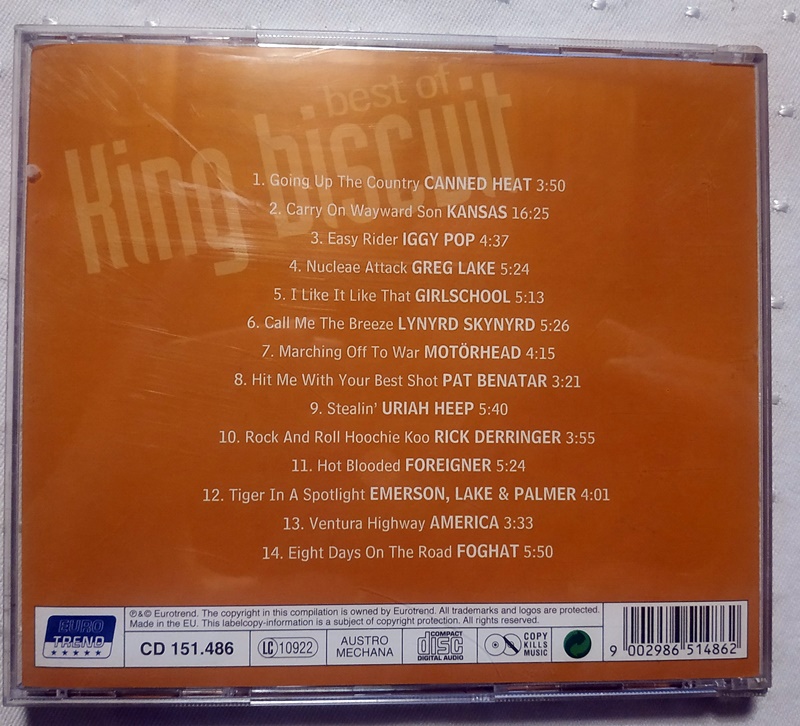 best of
King biscuit
1. Going Up The Country CANNED HEAT 3:50
2. Carry On Wayward Son KANSAS 16:25
3. Easy Rider IGGY POP 4:37
4. Nucleae Attack GREG LAKE 5:24
5. I Like It Like That GIRLSCHOOL 5:13
6. Call Me The Breeze LYNYRD SKYNYRD 5:26
7. Marching Off To War MOTÖRHEAD 4:15
8. Hit Me With Your Best Shot PAT BENATAR 3:21
9. Stealin' URIAH HEEP 5:40
10. Rock And Roll Hoochie Koo RICK DERRINGER 3:55
11. Hot Blooded FOREIGNER 5:24
12. Tiger In A Spotlight EMERSON, LAKE & PALMER 4:01
13. Ventura Highway AMERICA 3:33
14. Eight Days On The Road FOGHAT 5:50
EURO
TREND
℗&© Eurotrend. The copyright in this compilation is owned by Eurotrend. All trademarks and logos are protected.
Made in the EU. This labelcopy-information is a subject of copyright protection. All rights reserved.
CD 151.486
LC 10922
AUSTRO
MECHANA
COMPACT
disc
DIGITAL AUDIO
COPY
KILLS
MUSIC
9 002986 514862